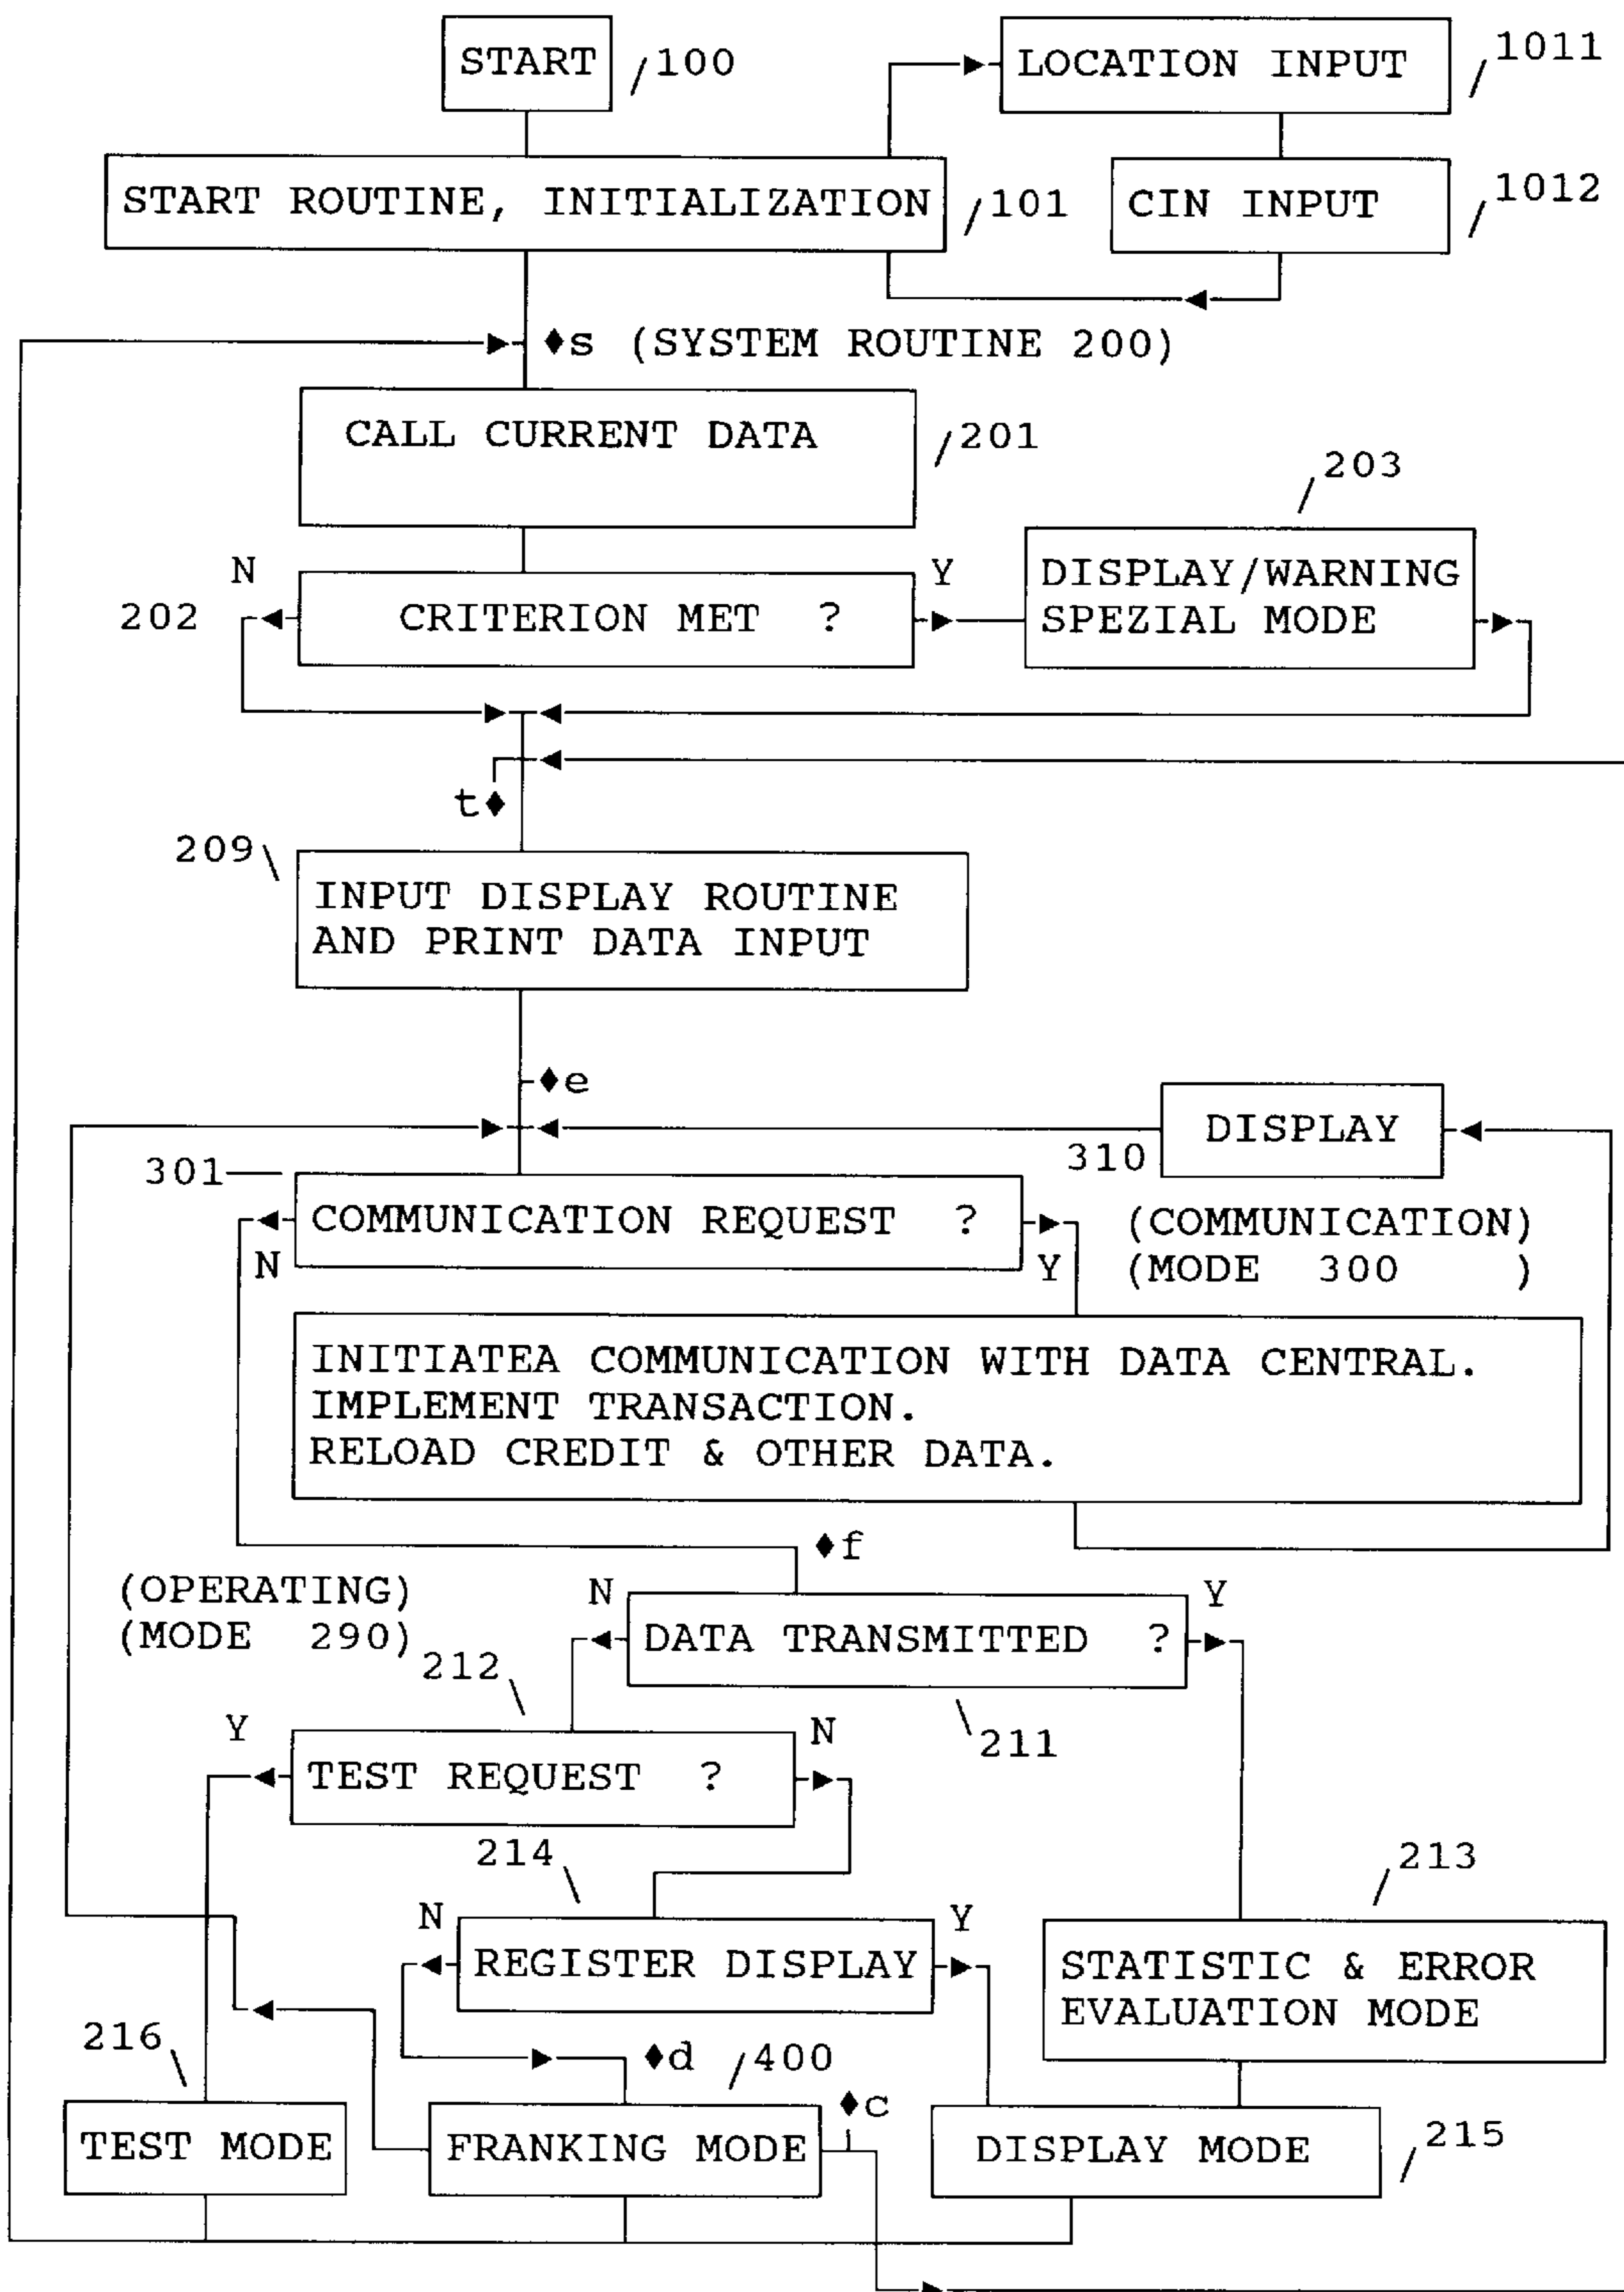 START
/100
LOCATION INPUT
/1011
START ROUTINE, INITIALIZATION
/101
CIN INPUT
/1012
♦s (SYSTEM ROUTINE 200)
CALL CURRENT DATA
/201
/203
N
202
CRITERION MET ?
Y
DISPLAY/WARNING
SPEZIAL MODE
t♦
209\
INPUT DISPLAY ROUTINE
AND PRINT DATA INPUT
♦e
DISPLAY
310
301
COMMUNICATION REQUEST ?
N
Y
(COMMUNICATION)
(MODE 300 )
INITIATEA COMMUNICATION WITH DATA CENTRAL.
IMPLEMENT TRANSACTION.
RELOAD CREDIT & OTHER DATA.
♦f
(OPERATING)
(MODE 290)
N
DATA TRANSMITTED ?
Y
212\
\211
Y
TEST REQUEST ?
N
214\
/213
N
REGISTER DISPLAY
Y
STATISTIC & ERROR
EVALUATION MODE
216\
♦d
/400
♦c
TEST MODE
FRANKING MODE
DISPLAY MODE
/215